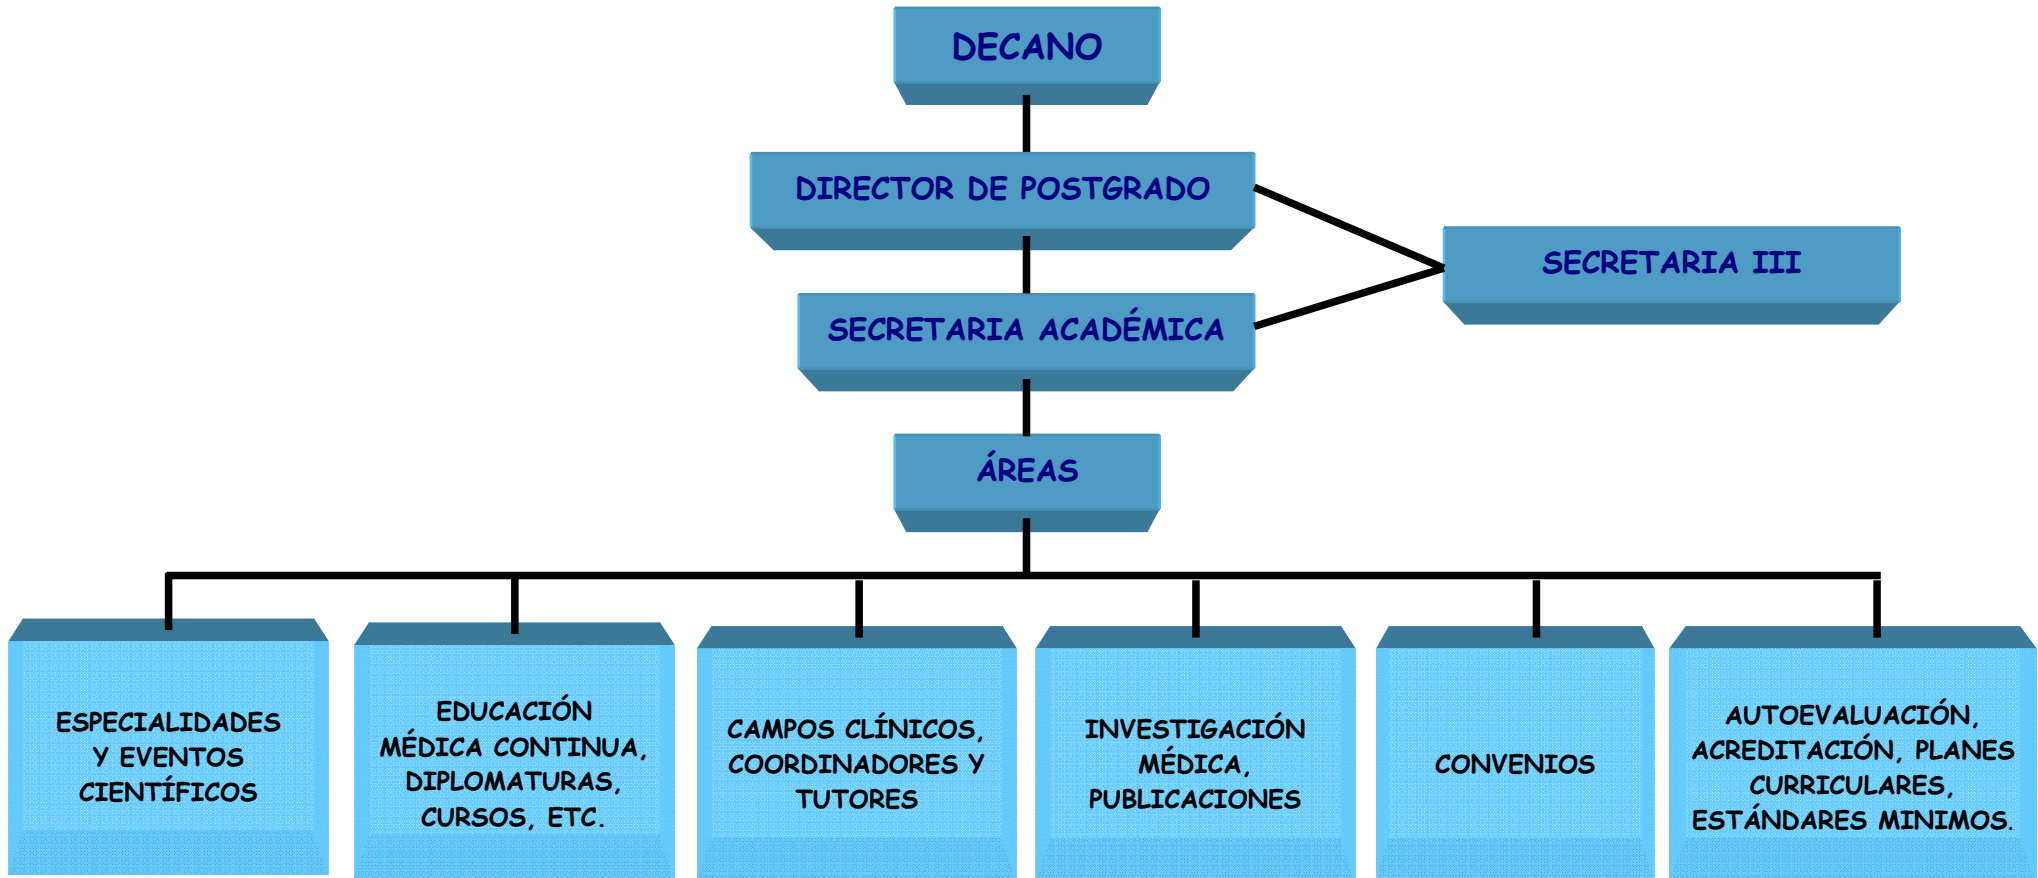 DECANO
DIRECTOR DE POSTGRADO
SECRETARIA III
SECRETARIA ACADÉMICA
ÁREAS
ESPECIALIDADES
Y EVENTOS
CIENTÍFICOS
EDUCACIÓN
MÉDICA CONTINUA,
DIPLOMATURAS,
CURSOS, ETC.
CAMPOS CLÍNICOS,
COORDINADORES Y
TUTORES
INVESTIGACIÓN
MÉDICA,
PUBLICACIONES
CONVENIOS
AUTOEVALUACIÓN,
ACREDITACIÓN, PLANES
CURRICULARES,
ESTÁNDARES MINIMOS.